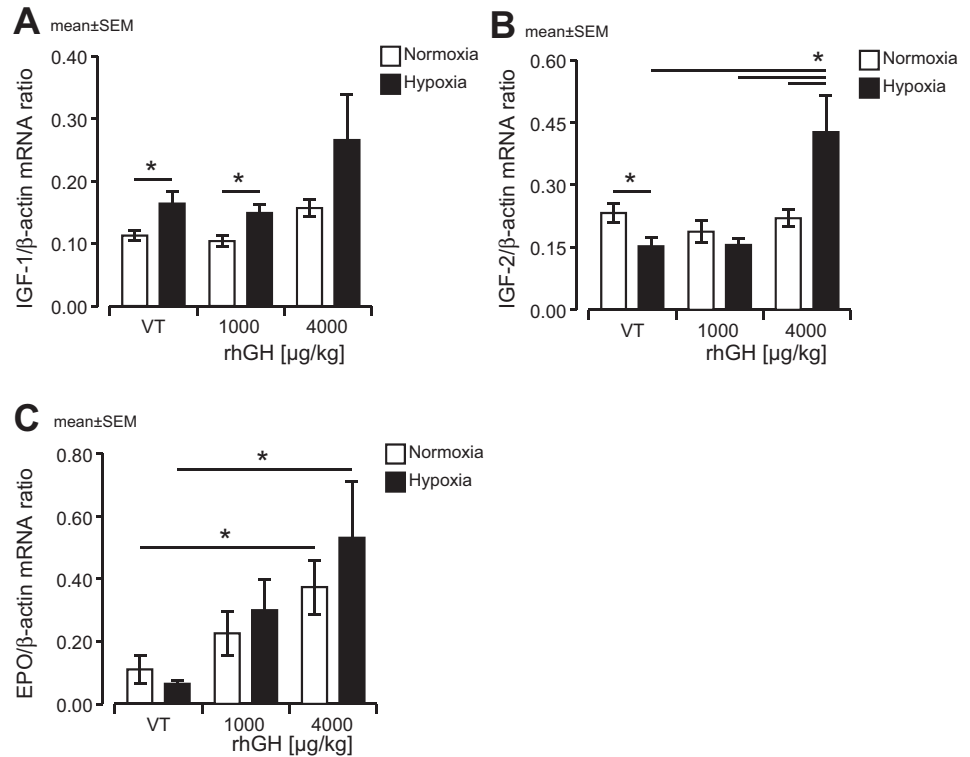 A mean±SEM
Normoxia
Hypoxia
IGF-1/β-actin mRNA ratio
0.40
0.30
0.20
0.10
0.00
*
*
VT 1000 4000
rhGH [µg/kg]
B mean±SEM
Normoxia
Hypoxia
IGF-2/β-actin mRNA ratio
0.60
0.45
0.30
0.15
0.00
*
*
VT 1000 4000
rhGH [µg/kg]
C mean±SEM
Normoxia
Hypoxia
EPO/β-actin mRNA ratio
0.80
0.60
0.40
0.20
0.00
*
*
VT 1000 4000
rhGH [µg/kg]